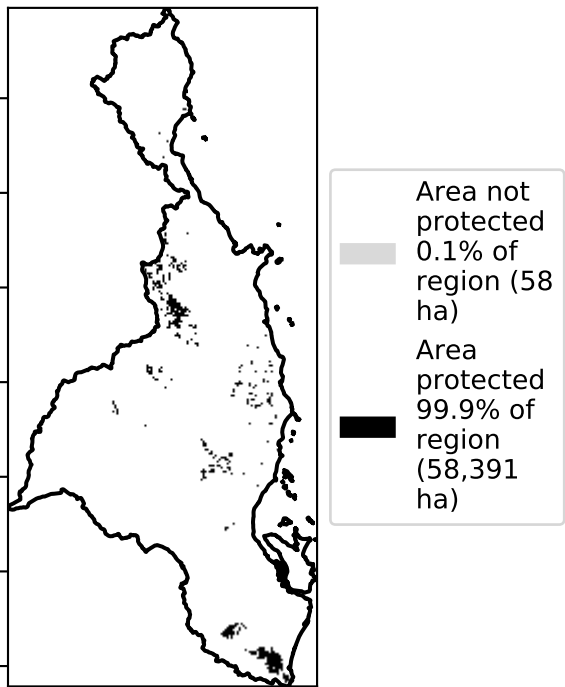 Area not
protected
0.1% of
region (58
ha)
Area
protected
99.9% of
region
(58,391
ha)